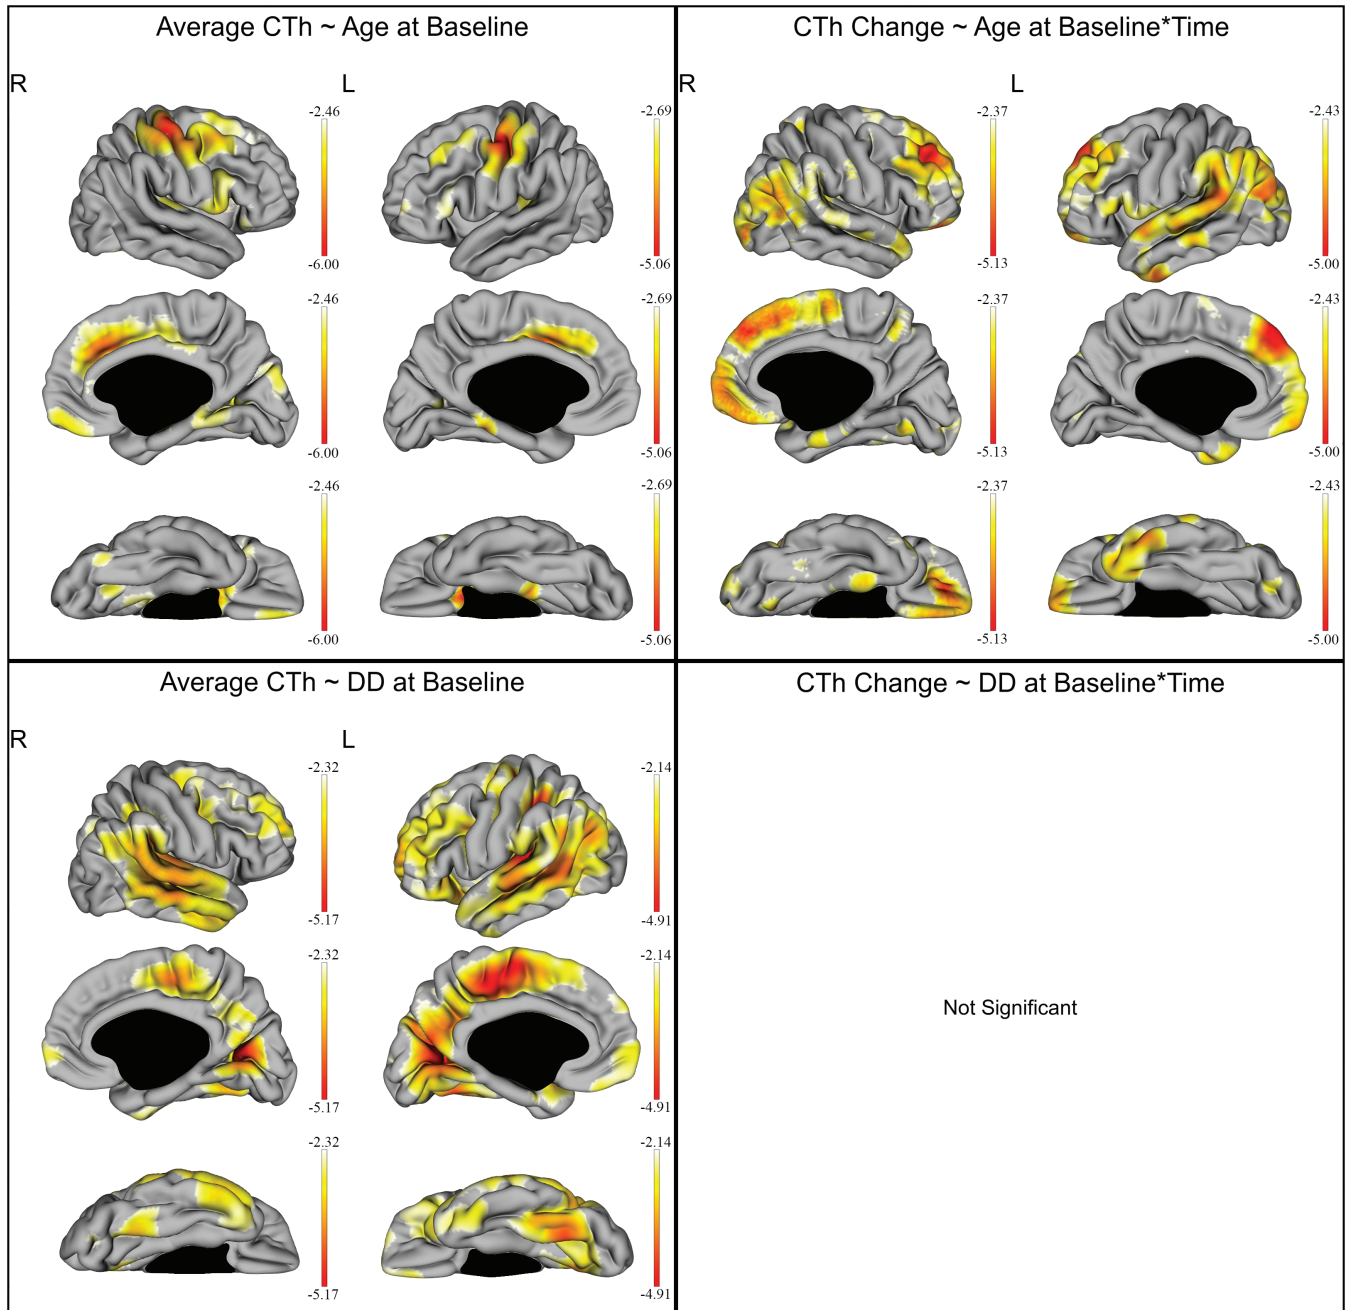 Average CTh ~ Age at Baseline
R L
-2.46 -2.69
-6.00 -5.06
-2.46 -2.69
-6.00 -5.06
-2.46 -2.69
-6.00 -5.06
CTh Change ~ Age at Baseline*Time
R L
-2.37 -2.43
-5.13 -5.00
-2.37 -2.43
-5.13 -5.00
-2.37 -2.43
-5.13 -5.00
Average CTh ~ DD at Baseline
R L
-2.32 -2.14
-5.17 -4.91
-2.32 -2.14
-5.17 -4.91
-2.32 -2.14
-5.17 -4.91
CTh Change ~ DD at Baseline*Time
Not Significant